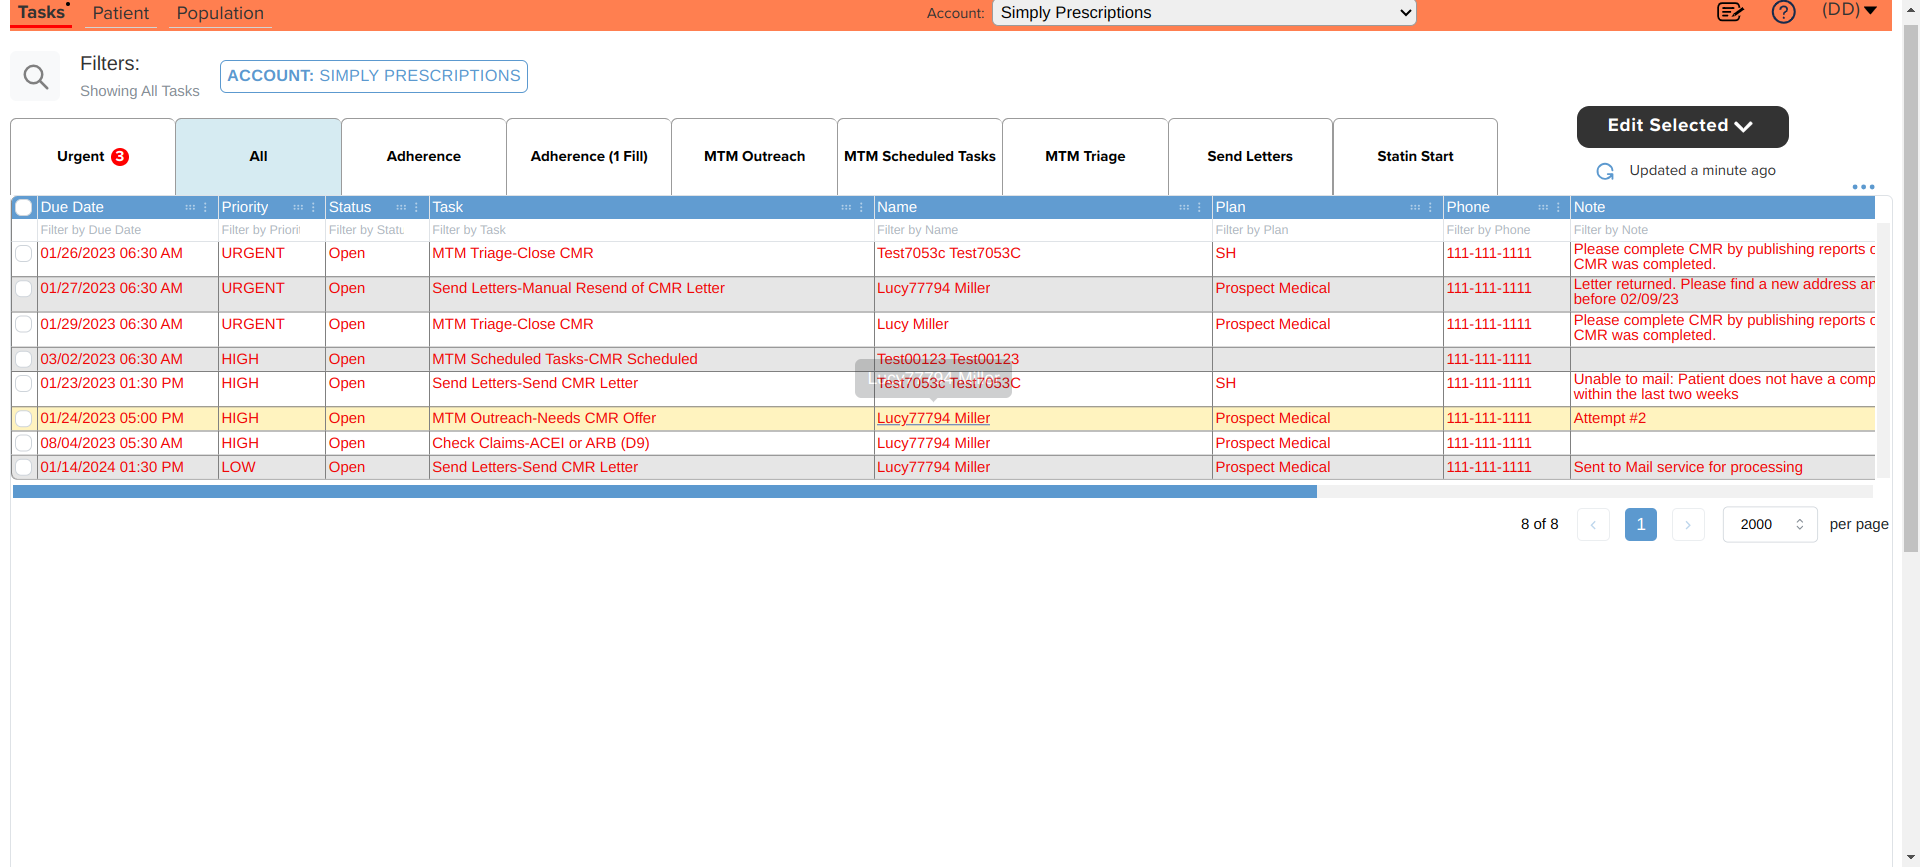 Tasks Patient Population Account: Simply Prescriptions (DD)
Filters:
Showing All Tasks
ACCOUNT: SIMPLY PRESCRIPTIONS
Edit Selected
Urgent 3 All Adherence Adherence (1 Fill) MTM Outreach MTM Scheduled Tasks MTM Triage Send Letters Statin Start
Updated a minute ago
Due Date Priority Status Task Name Plan Phone Note
Filter by Due Date Filter by Priorit Filter by Statu Filter by Task Filter by Name Filter by Plan Filter by Phone Filter by Note
01/26/2023 06:30 AM URGENT Open MTM Triage-Close CMR Test7053c Test7053C SH 111-111-1111 Please complete CMR by publishing reports o
CMR was completed.
01/27/2023 06:30 AM URGENT Open Send Letters-Manual Resend of CMR Letter Lucy77794 Miller Prospect Medical 111-111-1111 Letter returned. Please find a new address an
before 02/09/23
01/29/2023 06:30 AM URGENT Open MTM Triage-Close CMR Lucy Miller Prospect Medical 111-111-1111 Please complete CMR by publishing reports o
CMR was completed.
03/02/2023 06:30 AM HIGH Open MTM Scheduled Tasks-CMR Scheduled Test00123 Test00123 111-111-1111
Lucy77794 Miller
01/23/2023 01:30 PM HIGH Open Send Letters-Send CMR Letter Test7053c Test7053C SH 111-111-1111 Unable to mail: Patient does not have a comp
within the last two weeks
01/24/2023 05:00 PM HIGH Open MTM Outreach-Needs CMR Offer Lucy77794 Miller Prospect Medical 111-111-1111 Attempt #2
08/04/2023 05:30 AM HIGH Open Check Claims-ACEI or ARB (D9) Lucy77794 Miller Prospect Medical 111-111-1111
01/14/2024 01:30 PM LOW Open Send Letters-Send CMR Letter Lucy77794 Miller Prospect Medical 111-111-1111 Sent to Mail service for processing
8 of 8 1 2000 per page